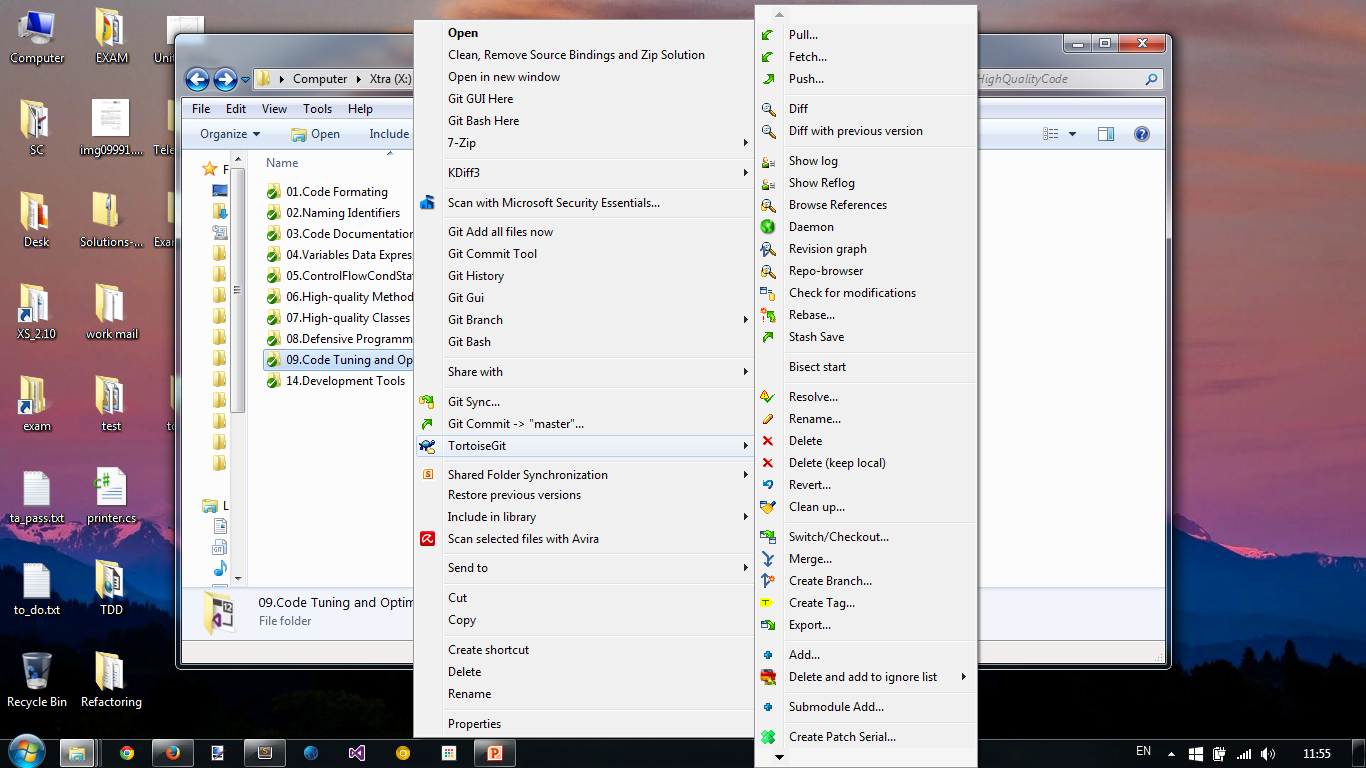 Computer
EXAM
Unif
SC
img09991....
Tele
Desk
Solutions-...
Exa
XS_2.10
work mail
exam
test
to
ta_pass.txt
printer.cs
to_do.txt
TDD
Recycle Bin
Refactoring
Computer
Xtra (X:)
HighQualityCode
File
Edit
View
Tools
Help
Organize
Open
Include
Name
F
L
01.Code Formating
02.Naming Identifiers
03.Code Documentation
04.Variables Data Expres
05.ControlFlowCondStat
06.High-quality Method
07.High-quality Classes
08.Defensive Programm
09.Code Tuning and Op
14.Development Tools
09.Code Tuning and Optim
File folder
Open
Clean, Remove Source Bindings and Zip Solution
Open in new window
Git GUI Here
Git Bash Here
7-Zip
KDiff3
Scan with Microsoft Security Essentials...
Git Add all files now
Git Commit Tool
Git History
Git Gui
Git Branch
Git Bash
Share with
Git Sync...
Git Commit -> "master"...
TortoiseGit
Shared Folder Synchronization
Restore previous versions
Include in library
Scan selected files with Avira
Send to
Cut
Copy
Create shortcut
Delete
Rename
Properties
Pull...
Fetch...
Push...
Diff
Diff with previous version
Show log
Show Reflog
Browse References
Daemon
Revision graph
Repo-browser
Check for modifications
Rebase...
Stash Save
Bisect start
Resolve...
Rename...
Delete
Delete (keep local)
Revert...
Clean up...
Switch/Checkout...
Merge...
Create Branch...
Create Tag...
Export...
Add...
Delete and add to ignore list
Submodule Add...
Create Patch Serial...
EN
11:55